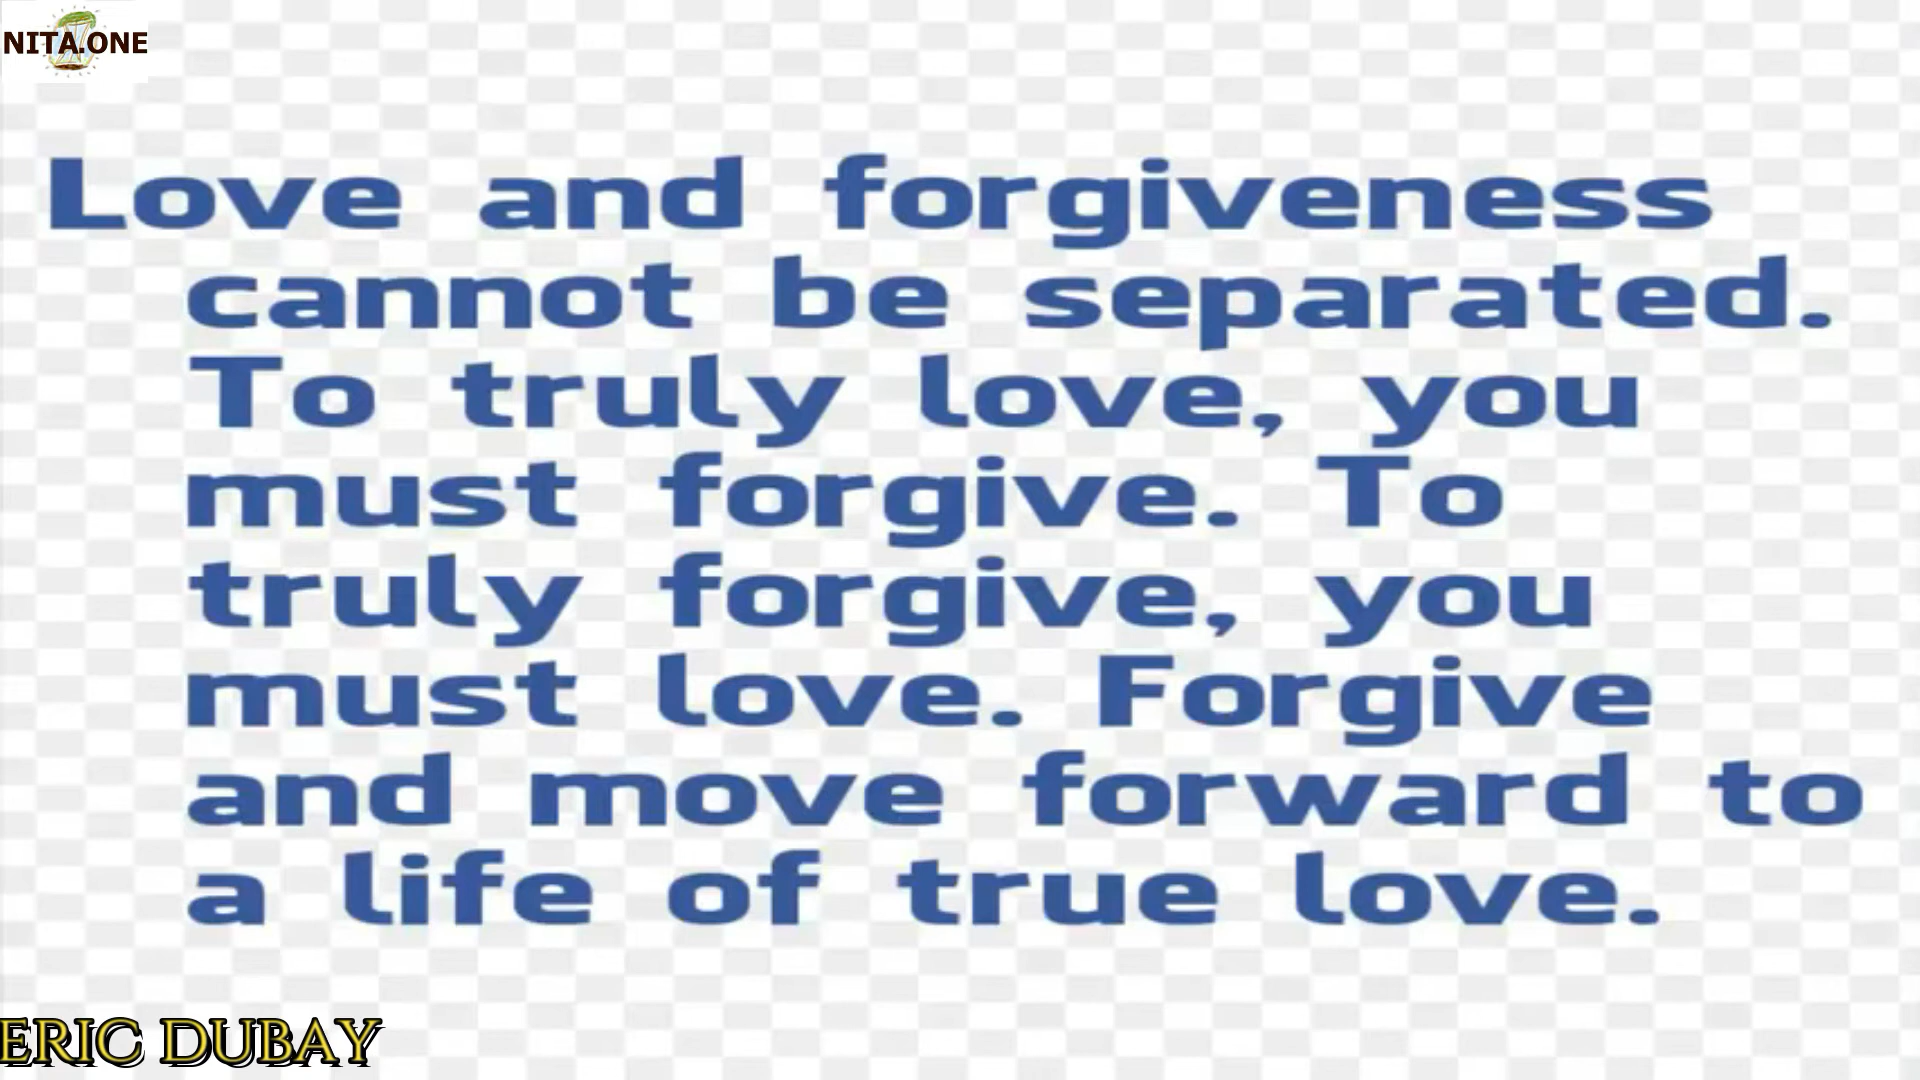 NITA.ONE
Love and forgiveness
cannot be separated.
To truly love, you
must forgive. To
truly forgive, you
must love. Forgive
and move forward to
a life of true love.
ERIC DUBAY